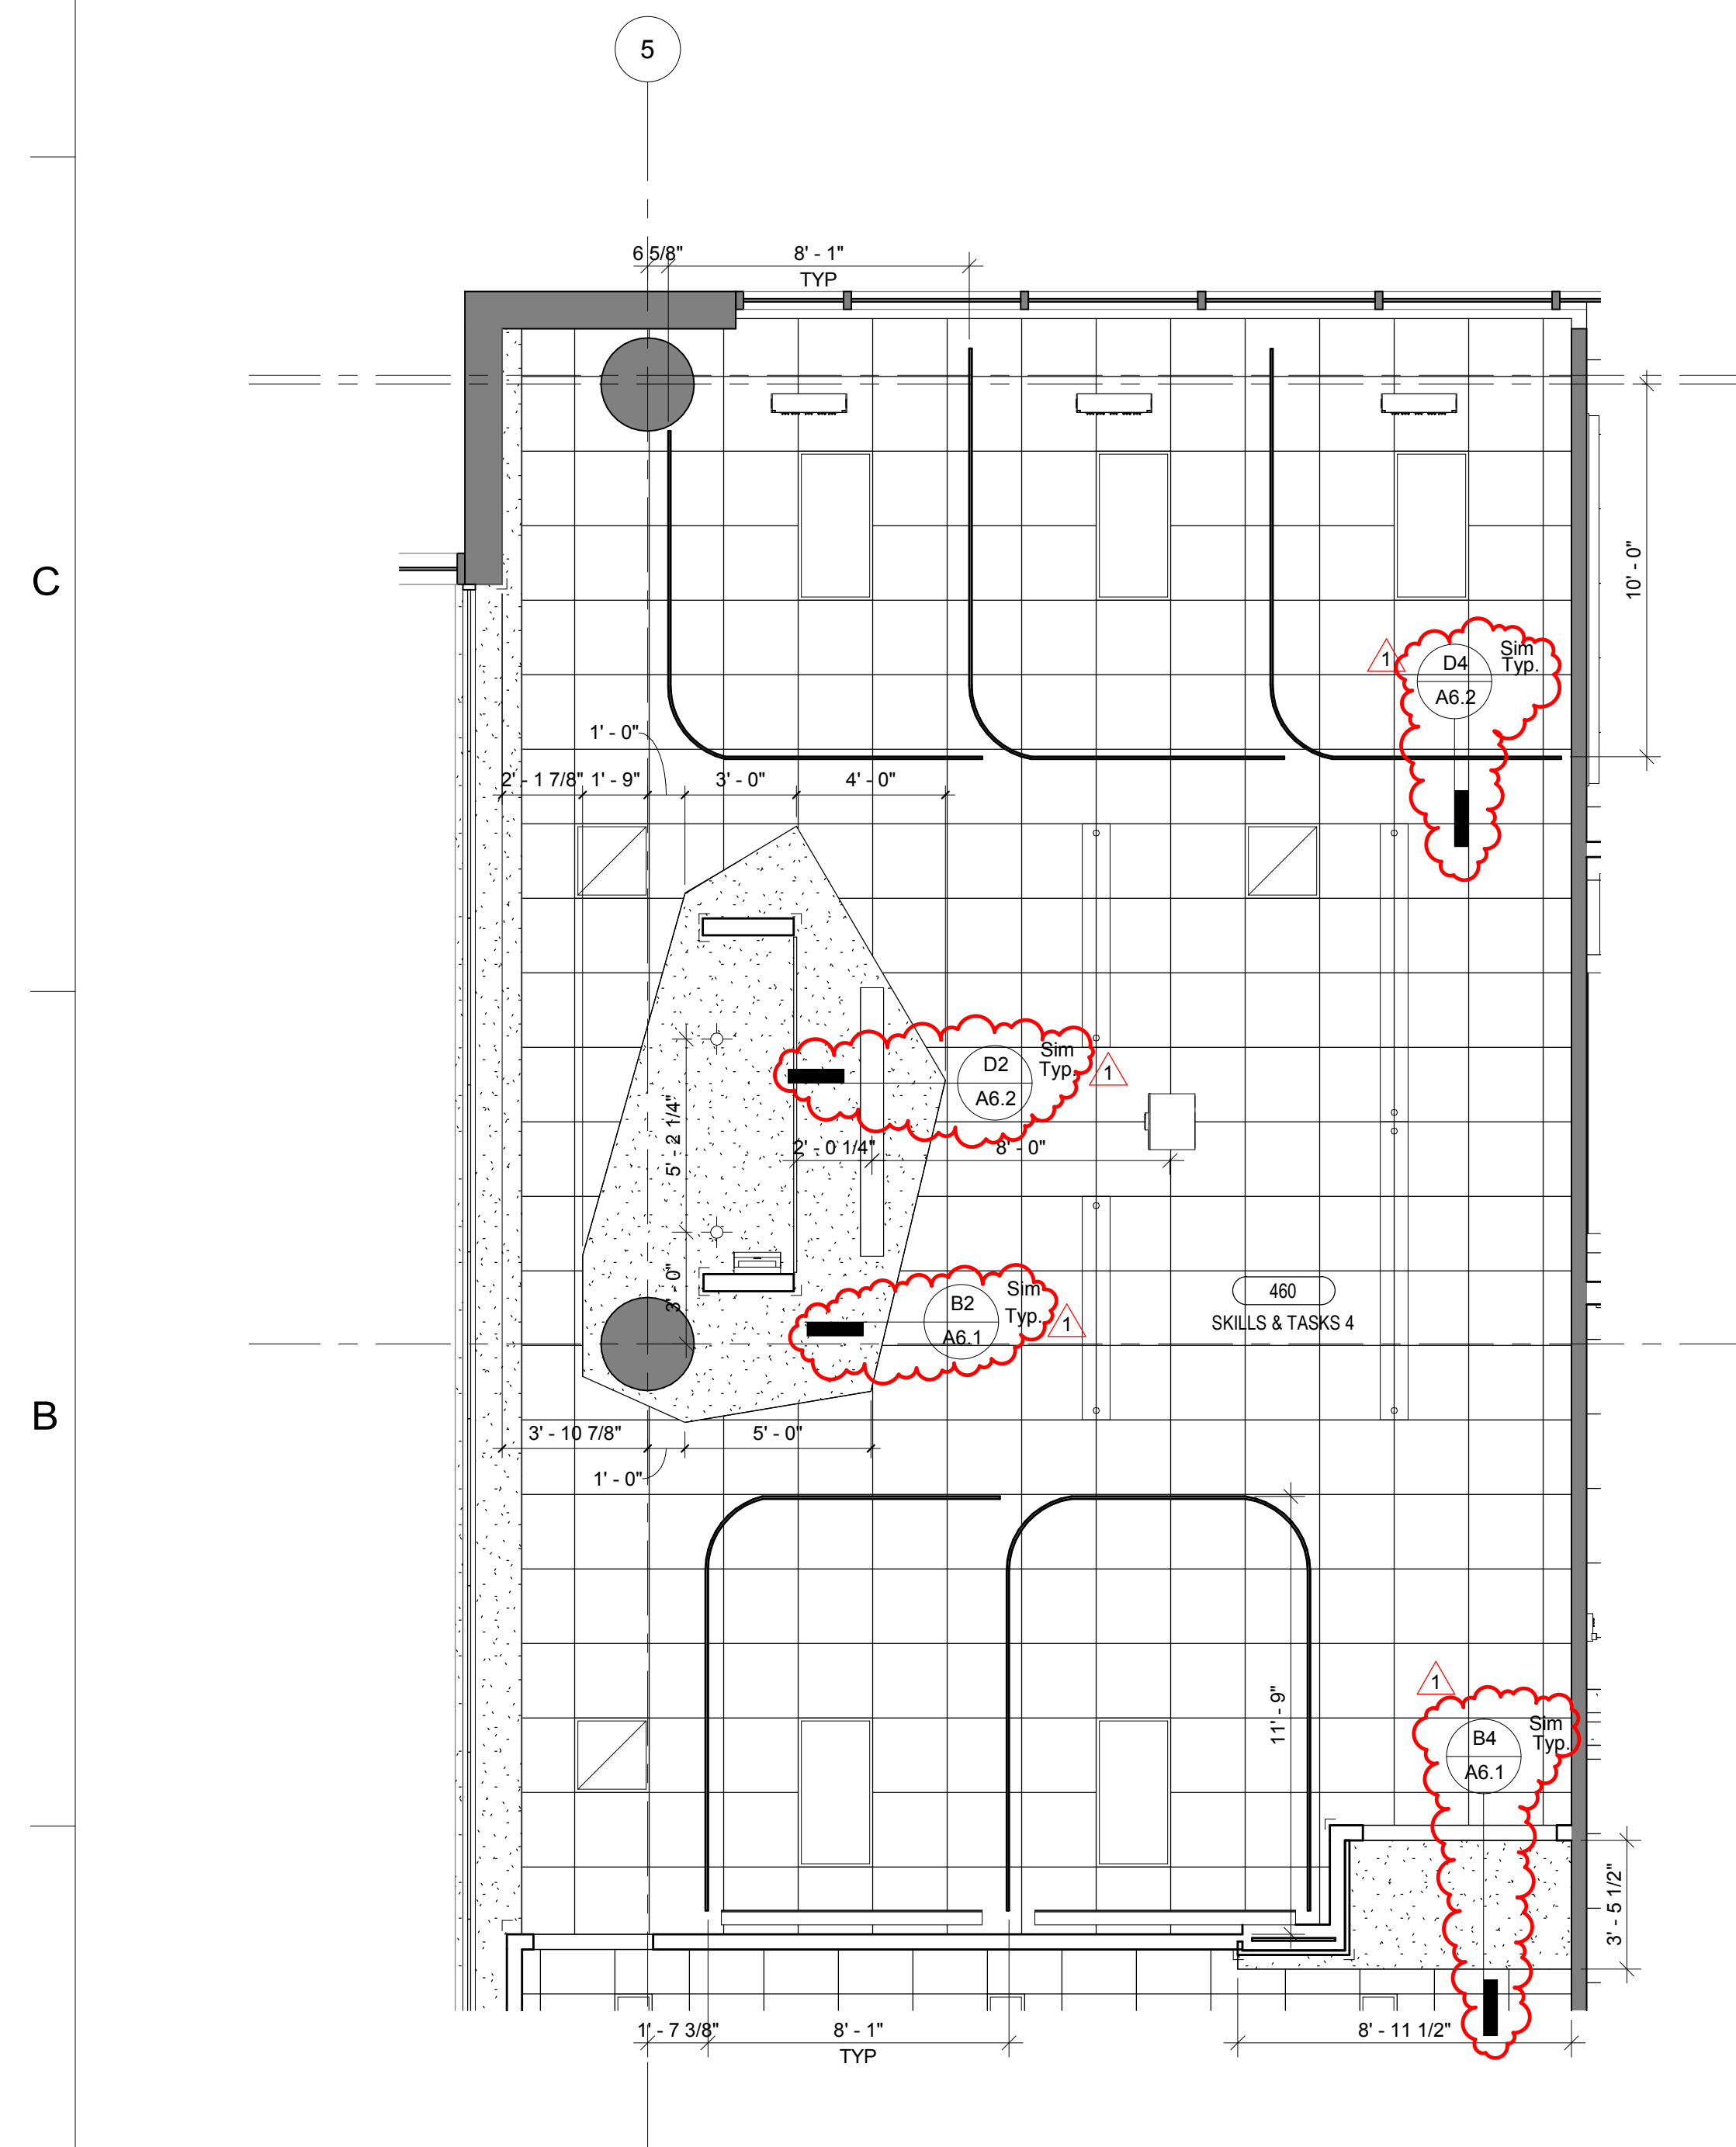 5
6 5/8"
8' - 1"
TYP
C
10' - 0"
1
D4
A6.2
Sim
Typ.
1' - 0"
2' - 1 7/8"
1' - 9"
3' - 0"
4' - 0"
D2
A6.2
Sim
Typ.
1
5' - 2 1/4"
2' - 0 1/4"
8' - 0"
3' - 0"
B2
A6.1
Sim
Typ.
1
460
SKILLS & TASKS 4
B
3' - 10 7/8"
5' - 0"
1' - 0"
11' - 9"
1
B4
A6.1
Sim
Typ.
3' - 5 1/2"
1' - 7 3/8"
8' - 1"
TYP
8' - 11 1/2"